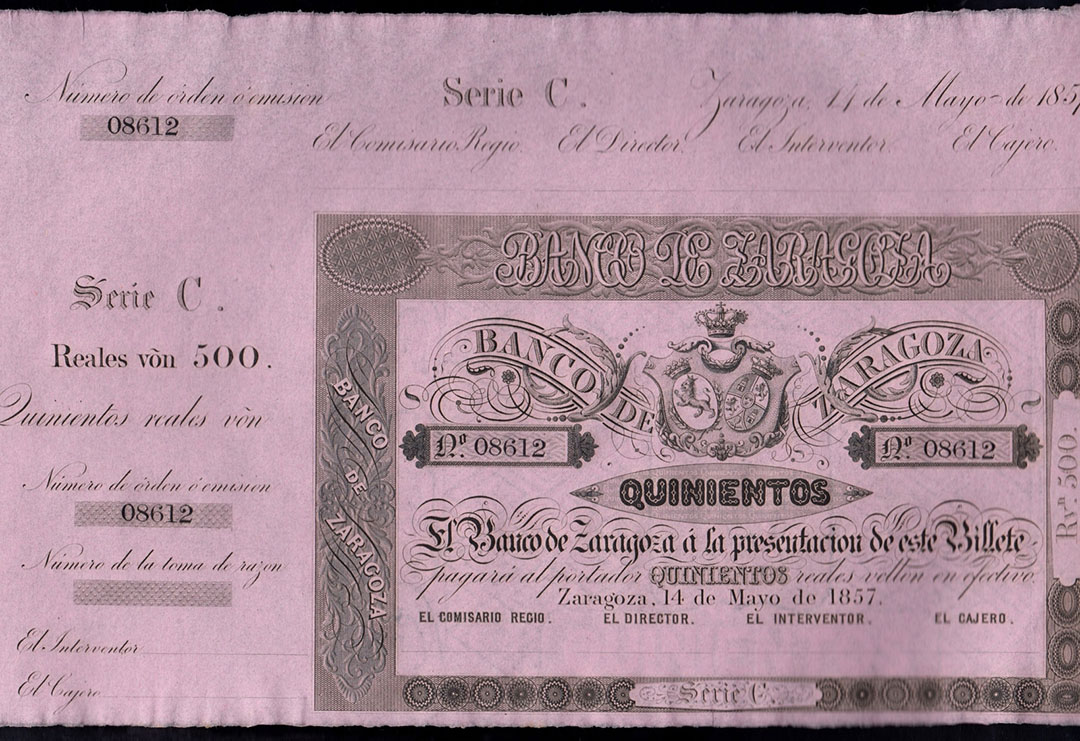 Número de órden ó emision
08612
Serie C.
Zaragoza, 14 de Mayo de 185
El Comisario Regio.
El Director.
El Interventor.
El Cajero.
Serie C.
Reales vòn 500.
Quinientos reales vòn
Número de órden ó emision
08612
Número de la toma de razon
El Interventor
El Cajero
BANCO DE ZARAGOZA
BANCO DE ZARAGOZA
BANCO DE ZARAGOZA
Nº. 08612
Nº. 08612
QUINIENTOS
El Banco de Zaragoza á la presentacion de este Billete
pagará al portador QUINIENTOS reales vellon en efectivo.
Zaragoza, 14 de Mayo de 1857.
EL COMISARIO REGIO.
EL DIRECTOR.
EL INTERVENTOR.
EL CAJERO.
Rvn. 500.
Serie C